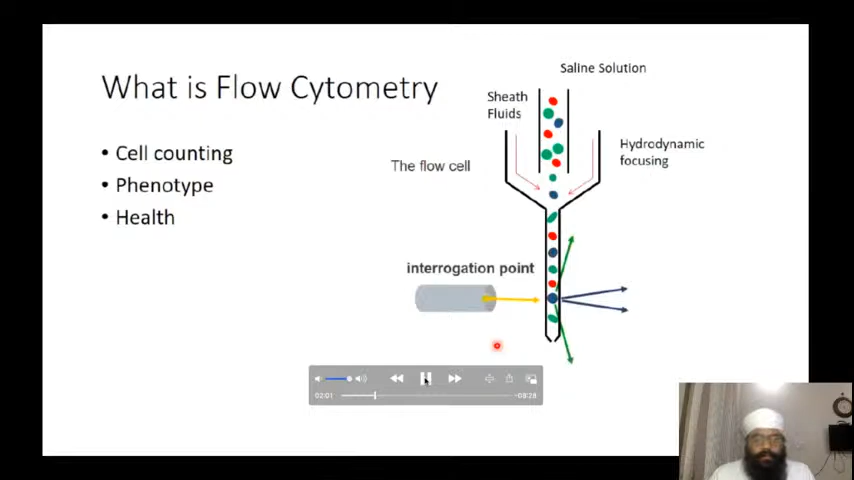 What is Flow Cytometry
• Cell counting
• Phenotype
• Health
Saline Solution
Sheath
Fluids
Hydrodynamic
focusing
The flow cell
interrogation point
02:01
-08:28